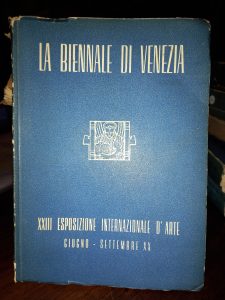 LA BIENNALE DI VENEZIA
XXIII ESPOSIZIONE INTERNAZIONALE D'ARTE
GIUGNO - SETTEMBRE XX